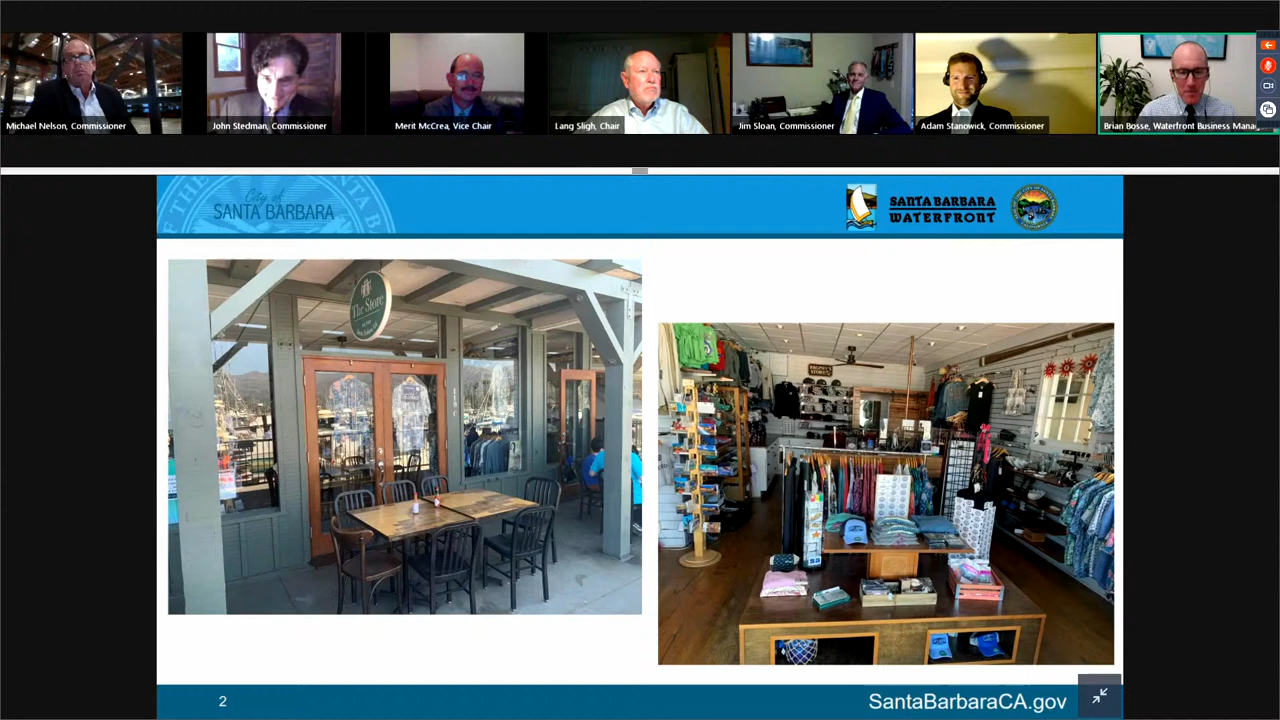 Michael Nelson, Commissioner
John Stedman, Commissioner
Merit McCrea, Vice Chair
Lang Sligh, Chair
Jim Sloan, Commissioner
Adam Stanowick, Commissioner
Brian Bosse, Waterfront Business Manag
City of
SANTA BARBARA
SANTA BARBARA
WATERFRONT
The Store
2
SantaBarbaraCA.gov